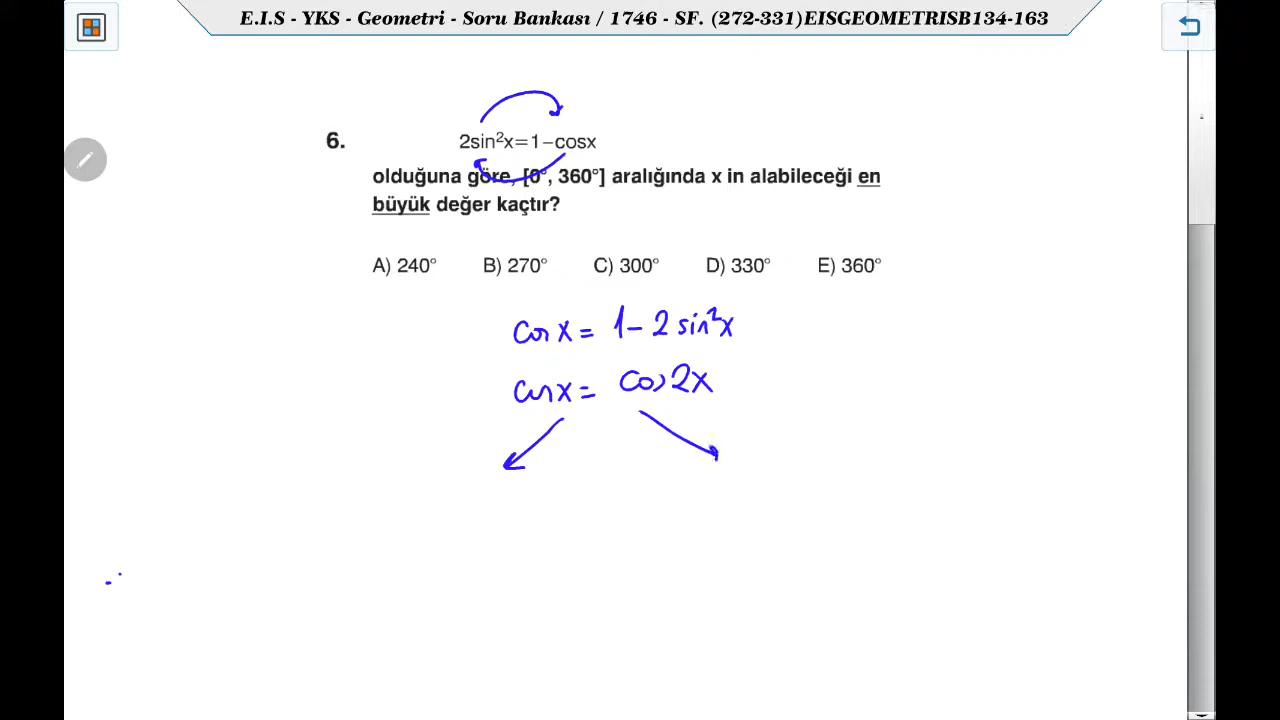 E.I.S - YKS - Geometri - Soru Bankası / 1746 - SF. (272-331)EISGEOMETRISB134-163
6.
2sin²x=1−cosx
olduğuna göre, [0°, 360°] aralığında x in alabileceği en
büyük değer kaçtır?
A) 240° B) 270° C) 300° D) 330° E) 360°
cos x = 1 - 2 sin²x
cos x = cos 2x